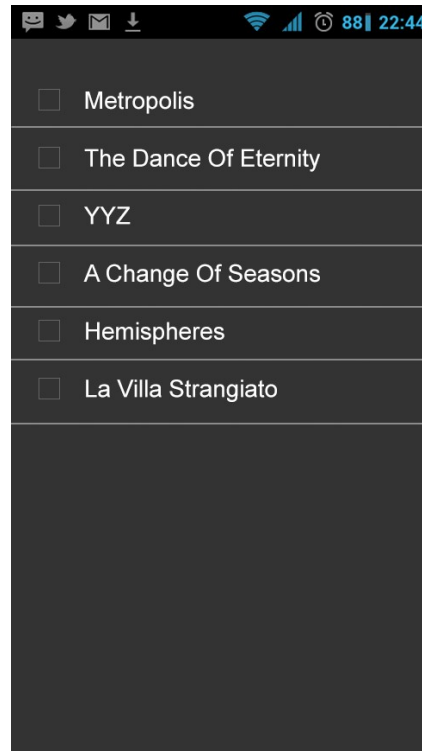 88 22:44
Metropolis
The Dance Of Eternity
YYZ
A Change Of Seasons
Hemispheres
La Villa Strangiato